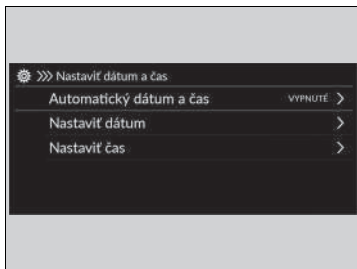 Nastaviť dátum a čas
Automatický dátum a čas VYPNUTÉ
Nastaviť dátum
Nastaviť čas